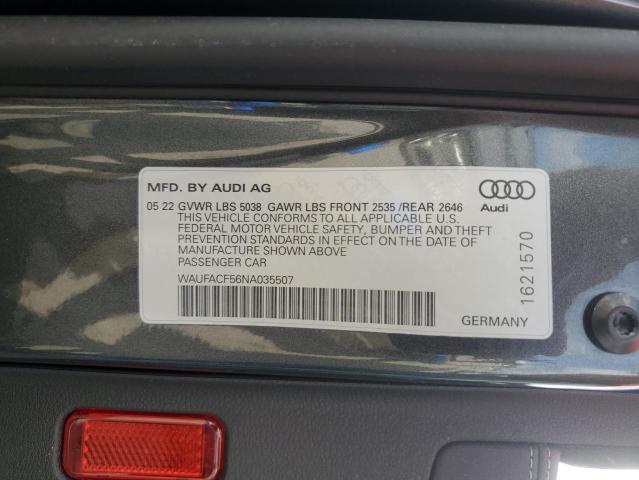 MFD. BY AUDI AG
Audi
05 22 GVWR LBS 5038 GAWR LBS FRONT 2535 /REAR 2646
THIS VEHICLE CONFORMS TO ALL APPLICABLE U.S.
FEDERAL MOTOR VEHICLE SAFETY, BUMPER AND THEFT
PREVENTION STANDARDS IN EFFECT ON THE DATE OF
MANUFACTURE SHOWN ABOVE
PASSENGER CAR
WAUFACF56NA035507
1621570
GERMANY